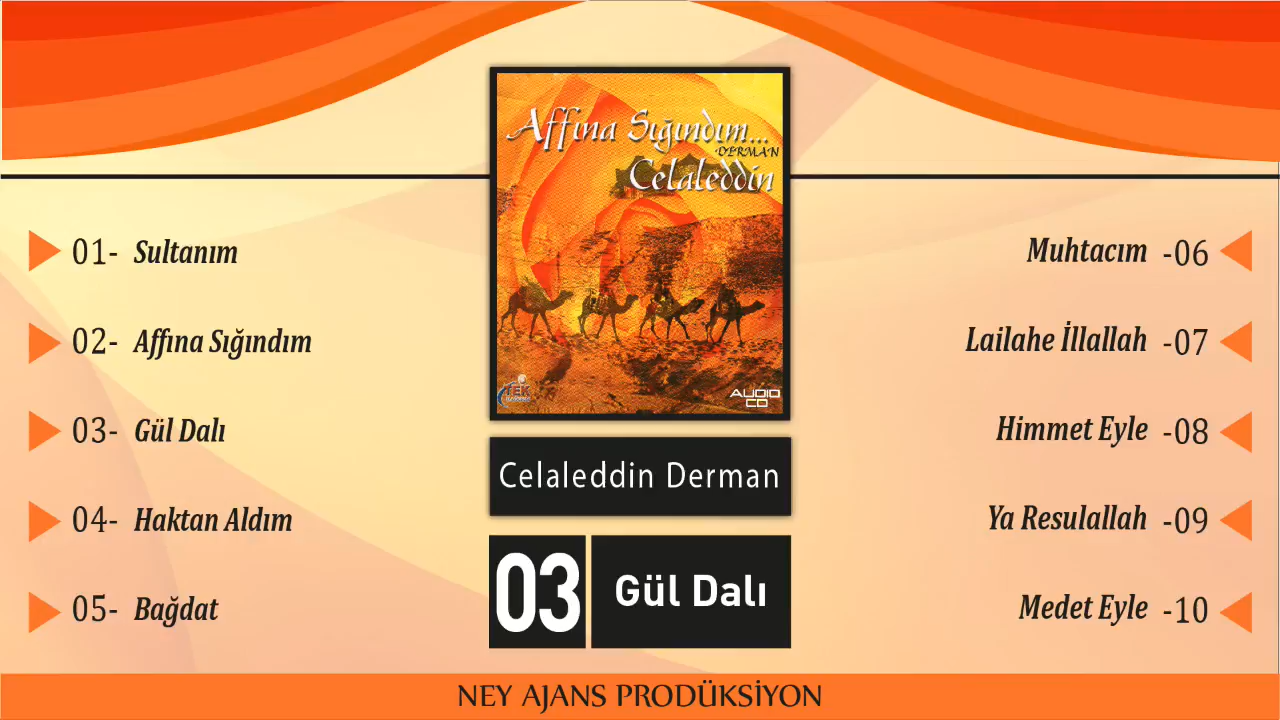 Affına Sığındım...
DERMAN
Celaleddin
TEK
AUDIO
CD
01- Sultanım
02- Affına Sığındım
03- Gül Dalı
04- Haktan Aldım
05- Bağdat
Muhtacım -06
Lailahe İllallah -07
Himmet Eyle -08
Ya Resulallah -09
Medet Eyle -10
Celaleddin Derman
03 Gül Dalı
NEY AJANS PRODÜKSİYON